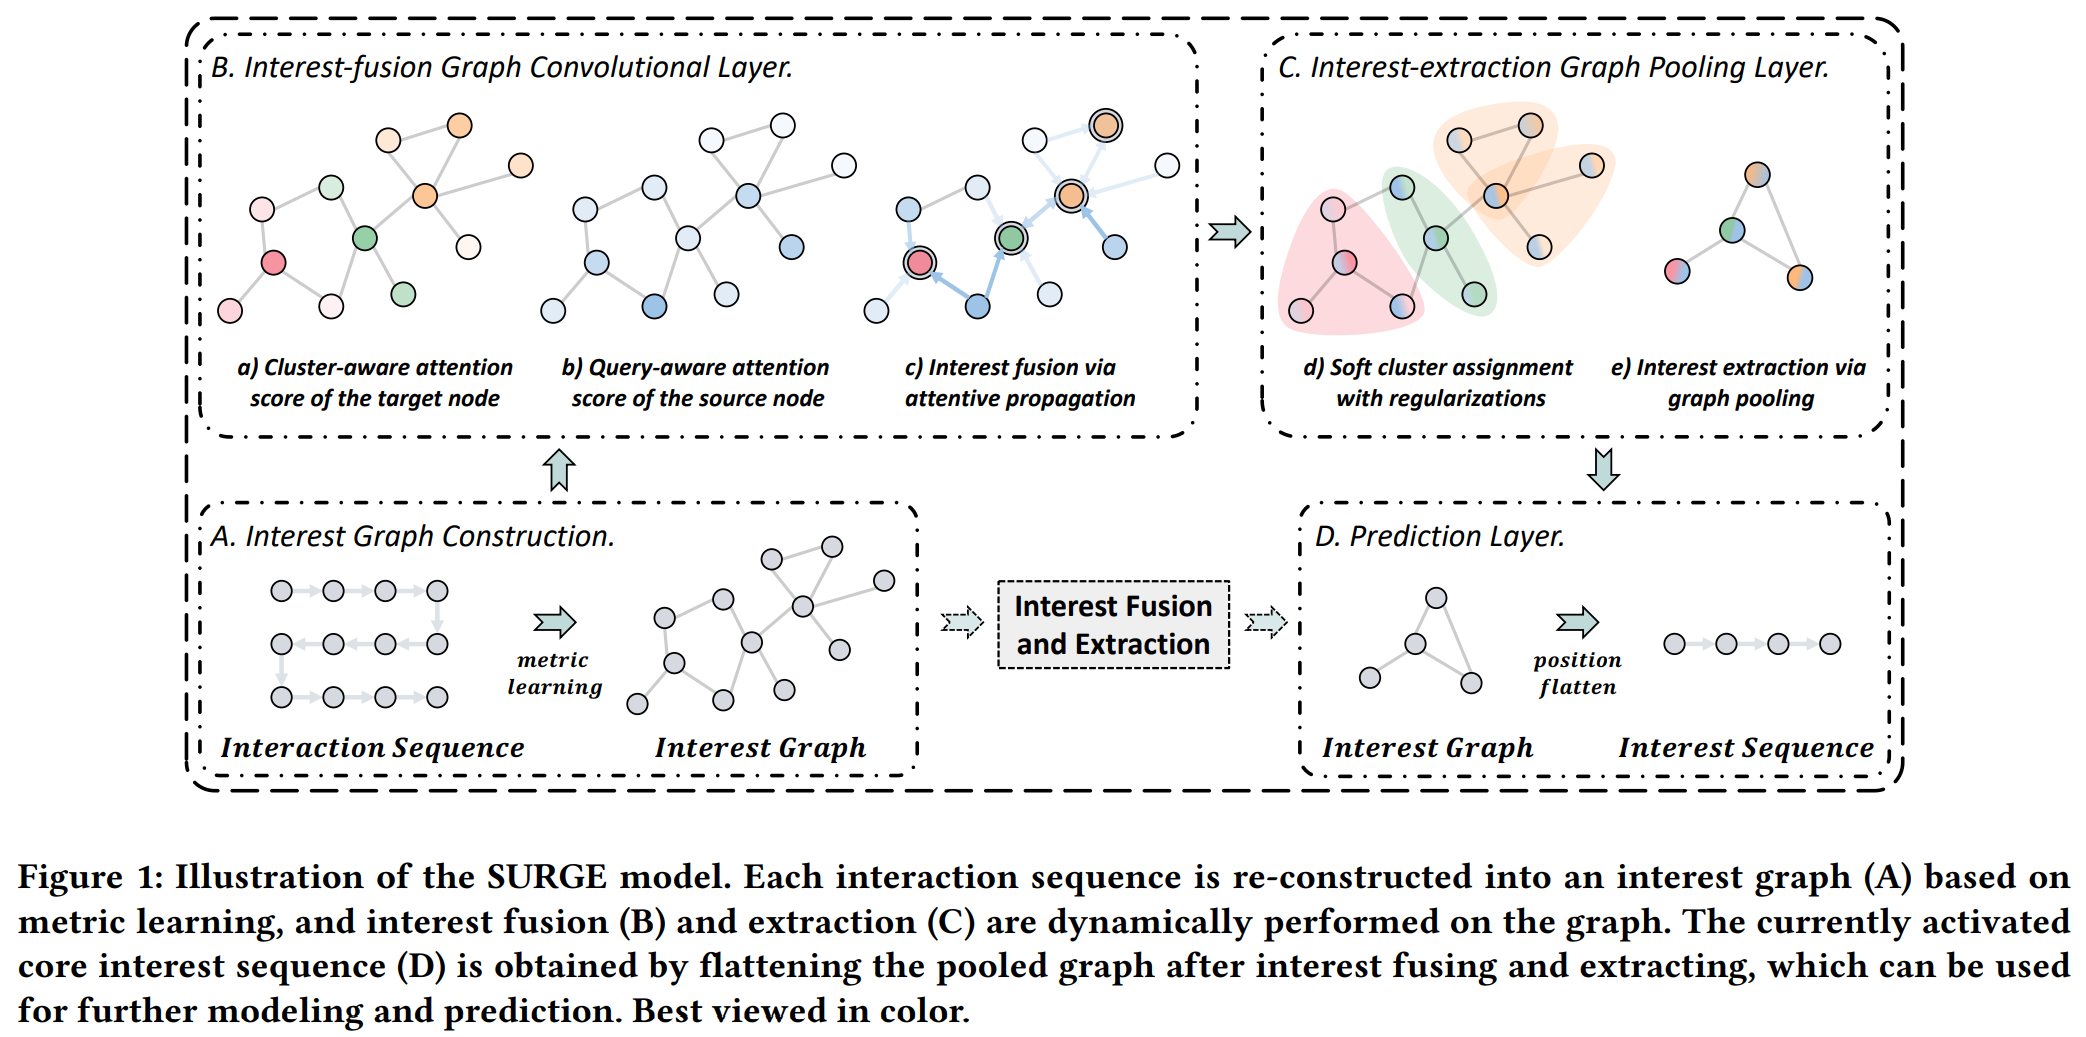 B. Interest-fusion Graph Convolutional Layer.
a) Cluster-aware attention
score of the target node
b) Query-aware attention
score of the source node
c) Interest fusion via
attentive propagation
C. Interest-extraction Graph Pooling Layer.
d) Soft cluster assignment
with regularizations
e) Interest extraction via
graph pooling
A. Interest Graph Construction.
metric
learning
Interaction Sequence
Interest Graph
Interest Fusion
and Extraction
D. Prediction Layer.
position
flatten
Interest Graph
Interest Sequence
Figure 1: Illustration of the SURGE model. Each interaction sequence is re-constructed into an interest graph (A) based on
metric learning, and interest fusion (B) and extraction (C) are dynamically performed on the graph. The currently activated
core interest sequence (D) is obtained by flattening the pooled graph after interest fusing and extracting, which can be used
for further modeling and prediction. Best viewed in color.